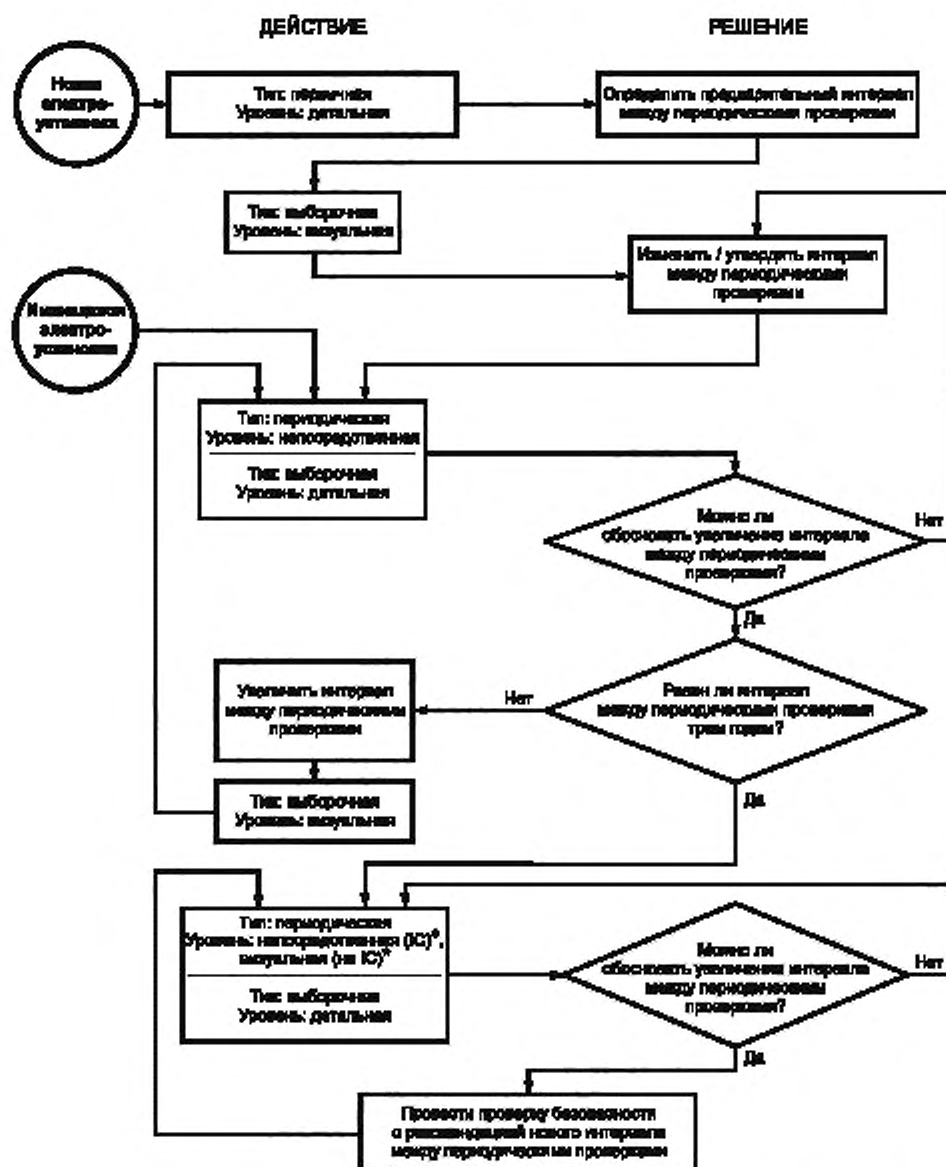 ДЕЙСТВИЕ
РЕШЕНИЕ
Новая
электро-
установка
Тип: первичная
Уровень: детальная
Определить предварительный интервал
между периодическими проверками
Тип: выборочная
Уровень: визуальная
Изменить / утвердить интервал
между периодическими
проверками
Имеющаяся
электро-
установка
Тип: периодическая
Уровень: непосредственная
Тип: выборочная
Уровень: детальная
Можно ли
обосновать увеличение интервала
между периодическими
проверками?
Нет
Да
Равен ли интервал
между периодическими проверками
трем годам?
Нет
Увеличить интервал
между периодическими
проверками
Тип: выборочная
Уровень: визуальная
Да
Тип: периодическая
Уровень: непосредственная (IC)*,
визуальная (не IC)*
Тип: выборочная
Уровень: детальная
Можно ли
обосновать увеличение интервала
между периодическими
проверками?
Нет
Да
Провести проверку безопасности
с рекомендацией нового интервала
между периодическими проверками